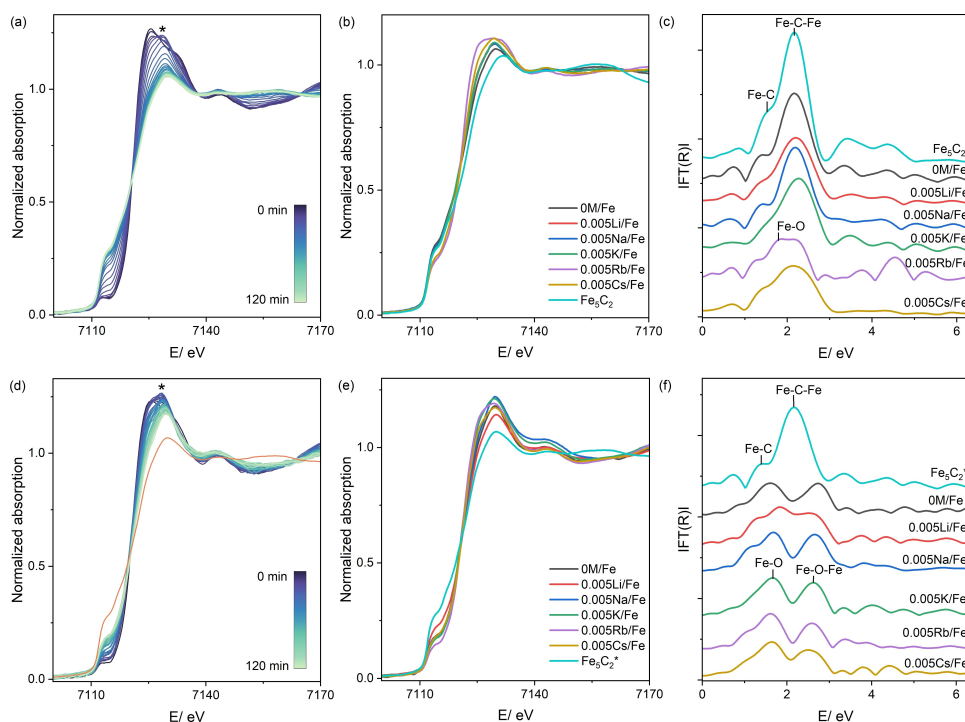 (a)
*
Normalized absorption
1.0
0.5
0.0
0 min
120 min
7110
7140
7170
E/ eV
(b)
Normalized absorption
1.0
0.5
0.0
0M/Fe
0.005Li/Fe
0.005Na/Fe
0.005K/Fe
0.005Rb/Fe
0.005Cs/Fe
Fe₅C₂
7110
7140
7170
E/ eV
(c)
IFT(R)I
Fe-C-Fe
Fe-C
Fe₅C₂
0M/Fe
0.005Li/Fe
0.005Na/Fe
0.005K/Fe
Fe-O
0.005Rb/Fe
0.005Cs/Fe
0
2
4
6
E/ eV
(d)
*
Normalized absorption
1.0
0.5
0.0
0 min
120 min
7110
7140
7170
E/ eV
(e)
Normalized absorption
1.0
0.5
0.0
0M/Fe
0.005Li/Fe
0.005Na/Fe
0.005K/Fe
0.005Rb/Fe
0.005Cs/Fe
Fe₅C₂*
7110
7140
7170
E/ eV
(f)
IFT(R)I
Fe-C-Fe
Fe-C
Fe₅C₂*
0M/Fe
0.005Li/Fe
0.005Na/Fe
Fe-O
Fe-O-Fe
0.005K/Fe
0.005Rb/Fe
0.005Cs/Fe
0
2
4
6
E/ eV